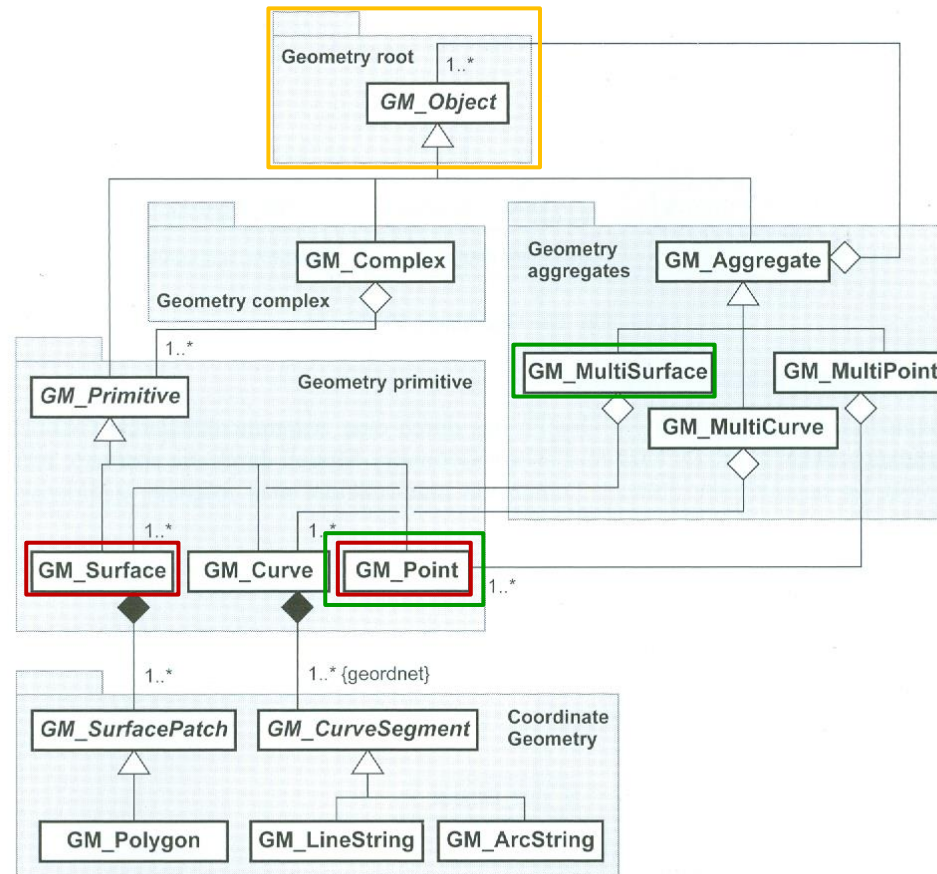 Geometry root
1..*
GM_Object
GM_Complex
Geometry complex
Geometry
aggregates
GM_Aggregate
1..*
GM_Primitive
Geometry primitive
GM_MultiSurface
GM_MultiPoint
GM_MultiCurve
1..*
1..*
GM_Surface
GM_Curve
GM_Point
1..*
1..*
1..* {geordnet}
GM_SurfacePatch
GM_CurveSegment
Coordinate
Geometry
GM_Polygon
GM_LineString
GM_ArcString